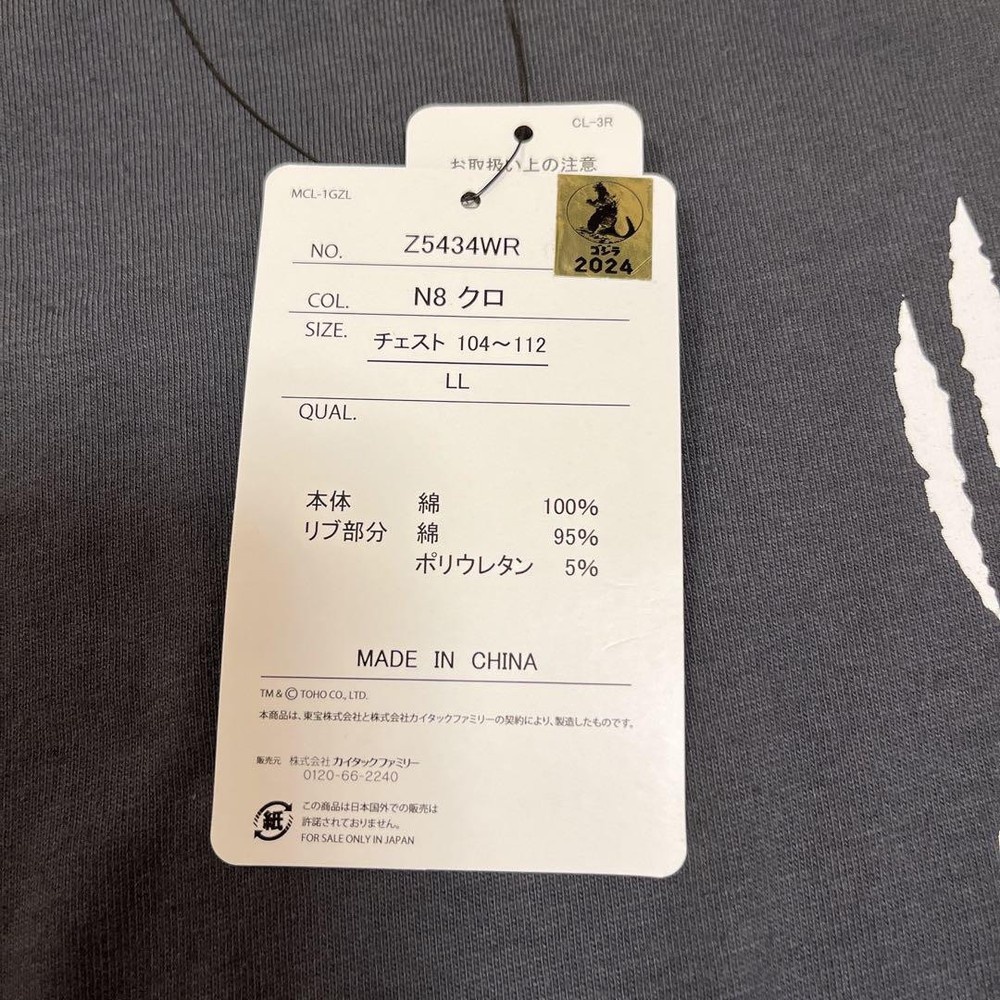 CL-3R
お取扱い上の注意
MCL-1GZL
ゴジラ
2024
NO. Z5434WR
COL. N8 クロ
SIZE. チェスト 104～112
LL
QUAL.
本体 綿 100%
リブ部分 綿 95%
ポリウレタン 5%
MADE IN CHINA
TM & © TOHO CO., LTD.
本商品は、東宝株式会社と株式会社カイタックファミリーの契約により、製造したものです。
販売元 株式会社カイタックファミリー
0120-66-2240
紙
この商品は日本国外での販売は
許諾されておりません。
FOR SALE ONLY IN JAPAN